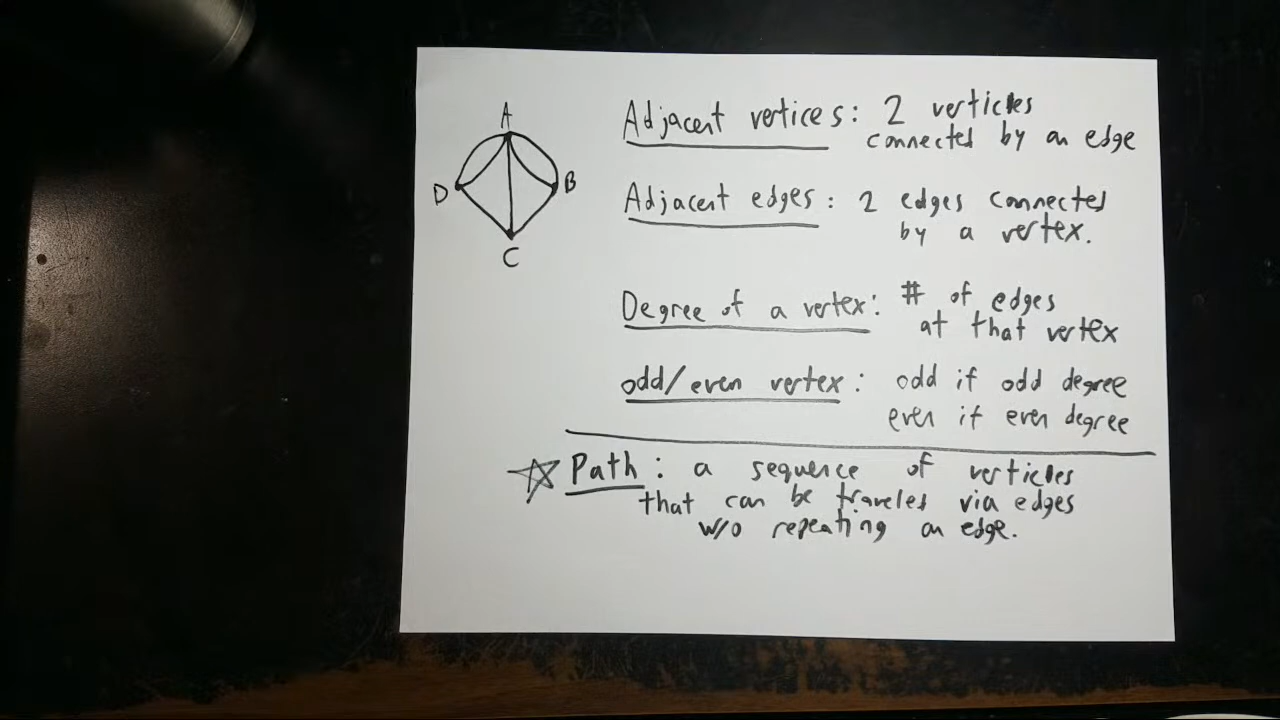 A
D
B
C
Adjacent vertices: 2 verticles
connected by an edge
Adjacent edges: 2 edges connected
by a vertex.
Degree of a vertex: # of edges
at that vertex
odd/even vertex: odd if odd degree
even if even degree
☆ Path: a sequence of verticles
that can be traveled via edges
w/o repeating an edge.